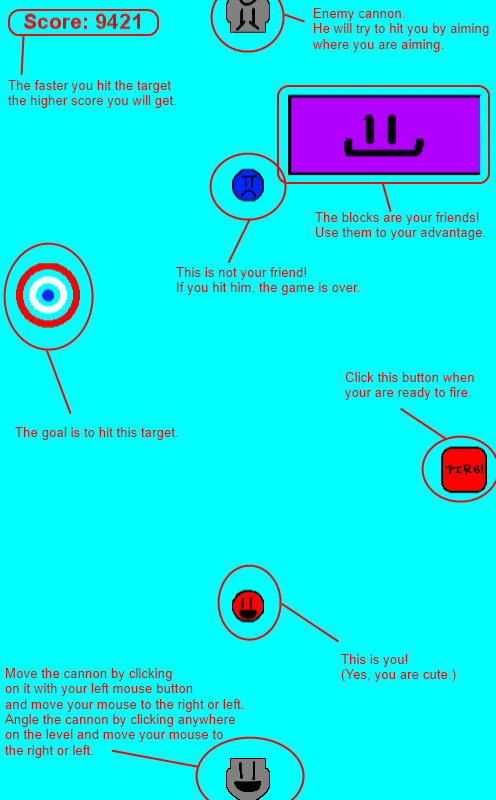 Score: 9421
Enemy cannon.
He will try to hit you by aiming
where you are aiming.
The faster you hit the target
the higher score you will get.
The blocks are your friends!
Use them to your advantage.
This is not your friend!
If you hit him, the game is over.
Click this button when
your are ready to fire.
The goal is to hit this target.
FIRE!
This is you!
(Yes, you are cute.)
Move the cannon by clicking
on it with your left mouse button
and move your mouse to the right or left.
Angle the cannon by clicking anywhere
on the level and move your mouse to
the right or left.